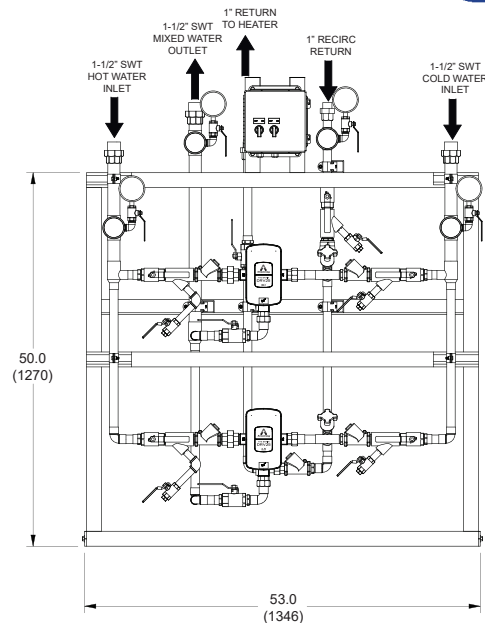 1-1/2” SWT
HOT WATER
INLET
1-1/2” SWT
MIXED WATER
OUTLET
1” RETURN
TO HEATER
1” RECIRC
RETURN
1-1/2” SWT
COLD WATER
INLET
50.0
(1270)
53.0
(1346)